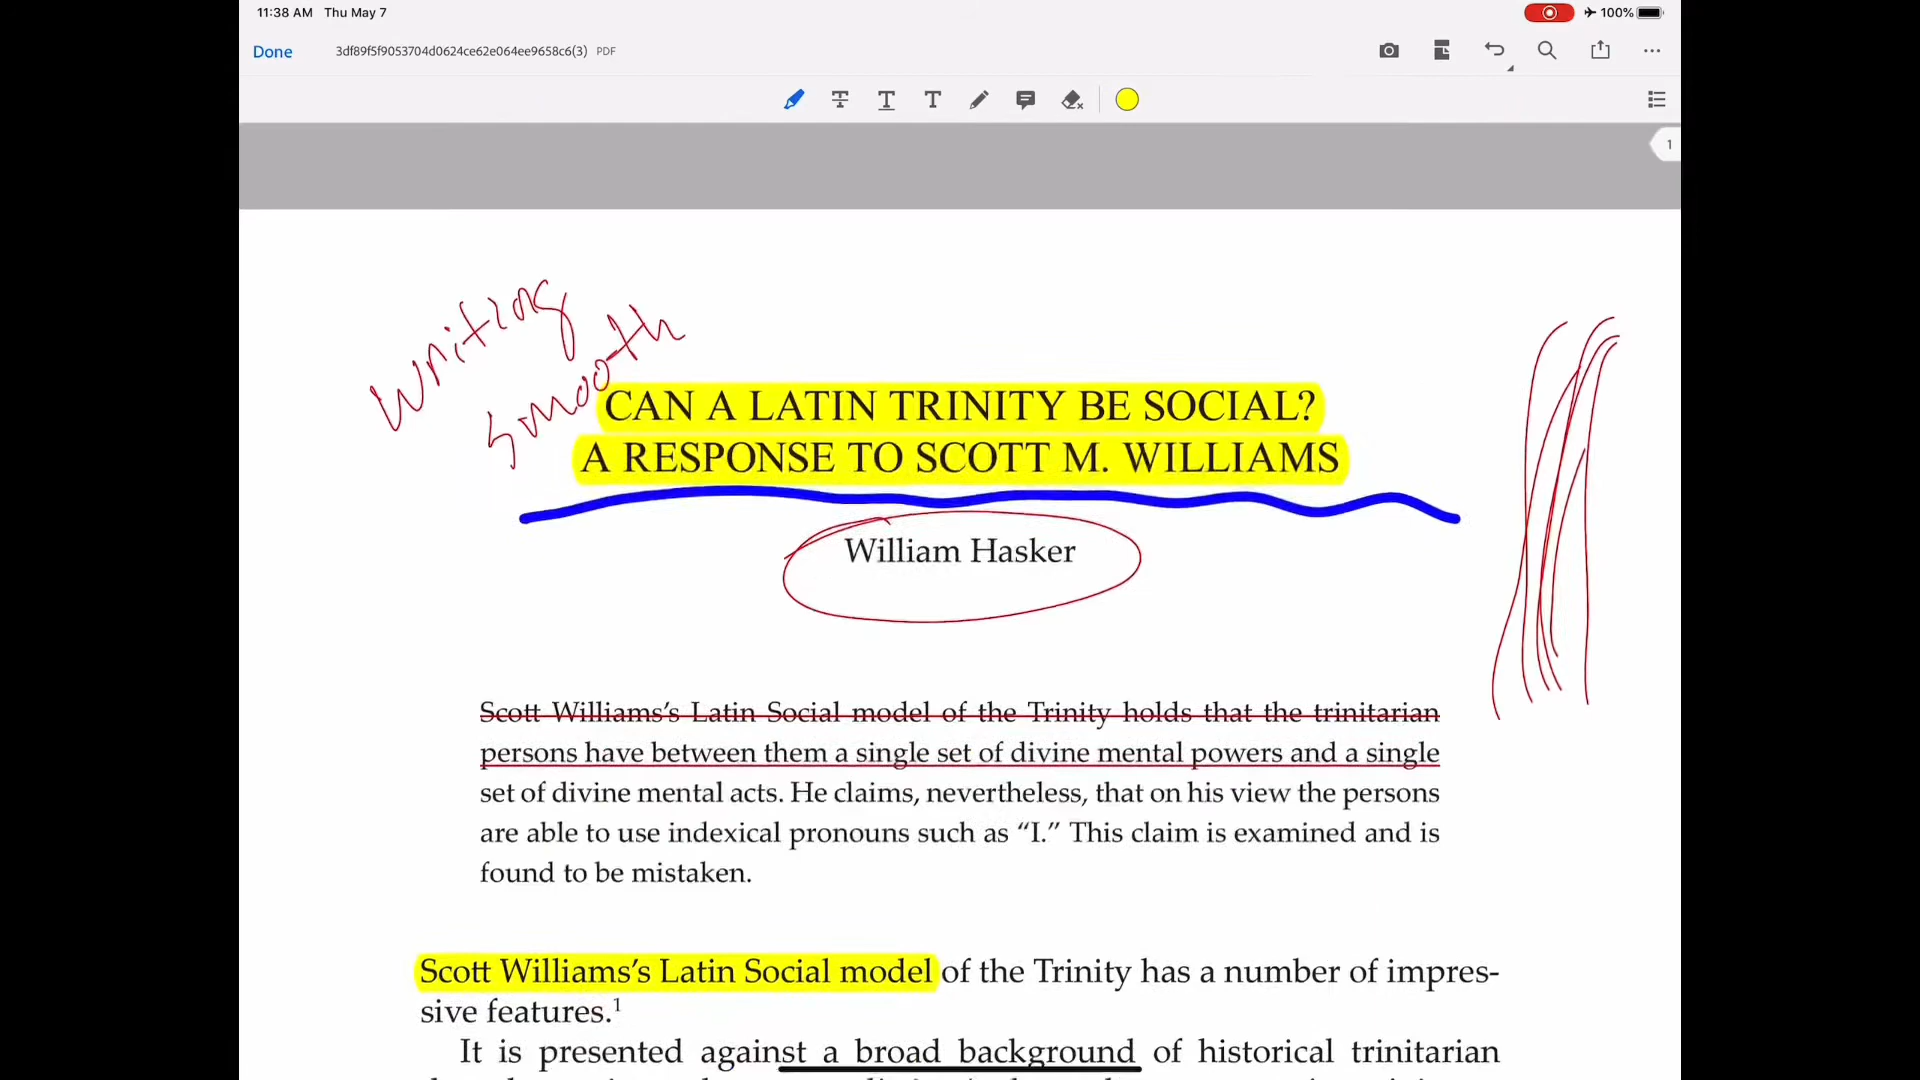 11:38 AM Thu May 7
100%
Done
3df89f5f9053704d0624ce62e064ee9658c6(3) PDF
1
Writing
smooth
CAN A LATIN TRINITY BE SOCIAL?
A RESPONSE TO SCOTT M. WILLIAMS
William Hasker
Scott Williams’s Latin Social model of the Trinity holds that the trinitarian
persons have between them a single set of divine mental powers and a single
set of divine mental acts. He claims, nevertheless, that on his view the persons
are able to use indexical pronouns such as “I.” This claim is examined and is
found to be mistaken.
Scott Williams’s Latin Social model of the Trinity has a number of impres-
sive features.1
It is presented against a broad background of historical trinitarian